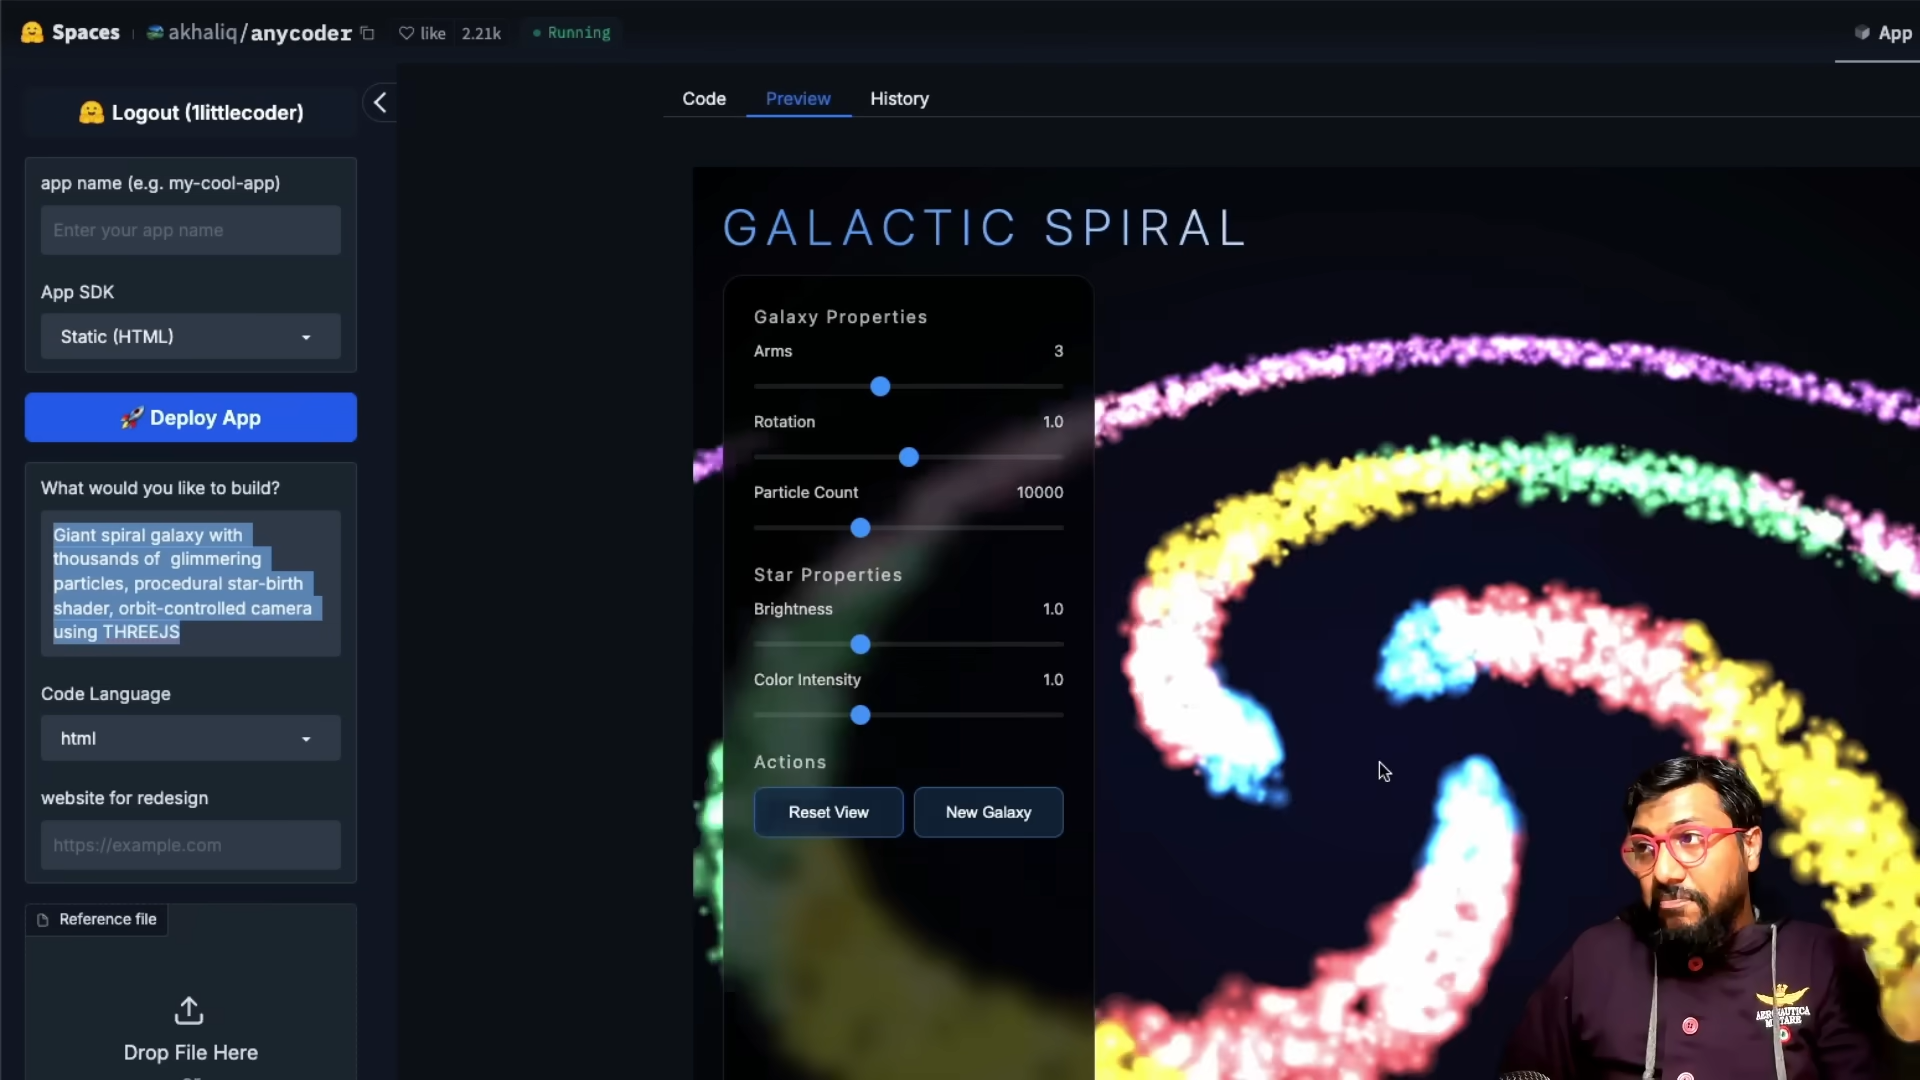 Spaces
akhaliq/anycoder
like
2.21k
Running
App
Logout (1littlecoder)
app name (e.g. my-cool-app)
Enter your app name
App SDK
Static (HTML)
Deploy App
What would you like to build?
Giant spiral galaxy with
thousands of glimmering
particles, procedural star-birth
shader, orbit-controlled camera
using THREEJS
Code Language
html
website for redesign
https://example.com
Reference file
Drop File Here
Code
Preview
History
GALACTIC SPIRAL
Galaxy Properties
Arms
3
Rotation
1.0
Particle Count
10000
Star Properties
Brightness
1.0
Color Intensity
1.0
Actions
Reset View
New Galaxy